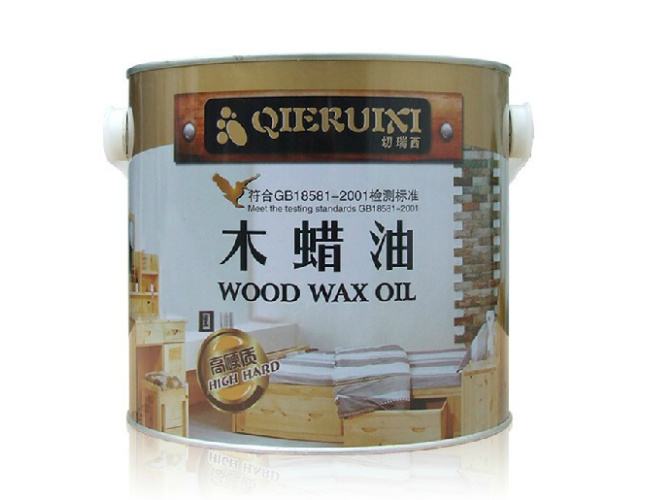 QIERUIXI
切瑞西
符合GB18581-2001检测标准
Meet the testing standards GB18581-2001
木蜡油
WOOD WAX OIL
高硬质
HIGH HARD